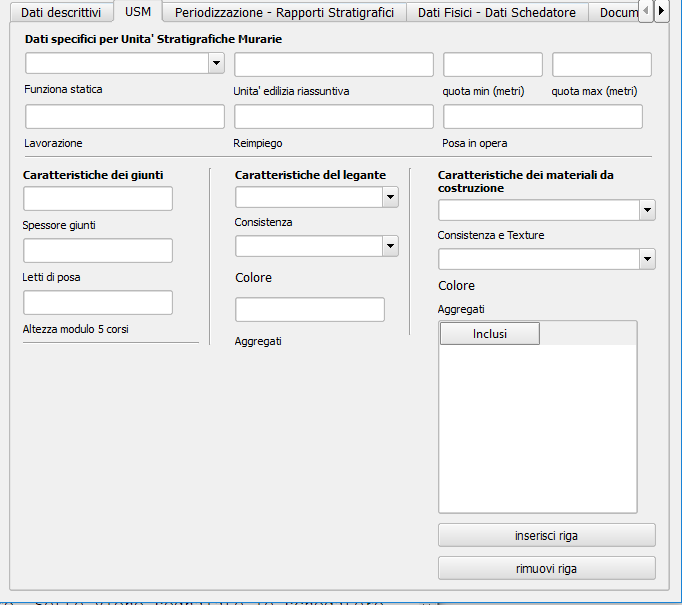 Dati descrittivi USM Periodizzazione - Rapporti Stratigrafici Dati Fisici - Dati Schedatore Docum
Dati specifici per Unita' Stratigrafiche Murarie
Funziona statica Unita' edilizia riassuntiva quota min (metri) quota max (metri)
Lavorazione Reimpiego Posa in opera
Caratteristiche dei giunti
Spessore giunti
Letti di posa
Altezza modulo 5 corsi
Caratteristiche del legante
Consistenza
Colore
Aggregati
Caratteristiche dei materiali da
costruzione
Consistenza e Texture
Colore
Aggregati
Inclusi
inserisci riga
rimuovi riga